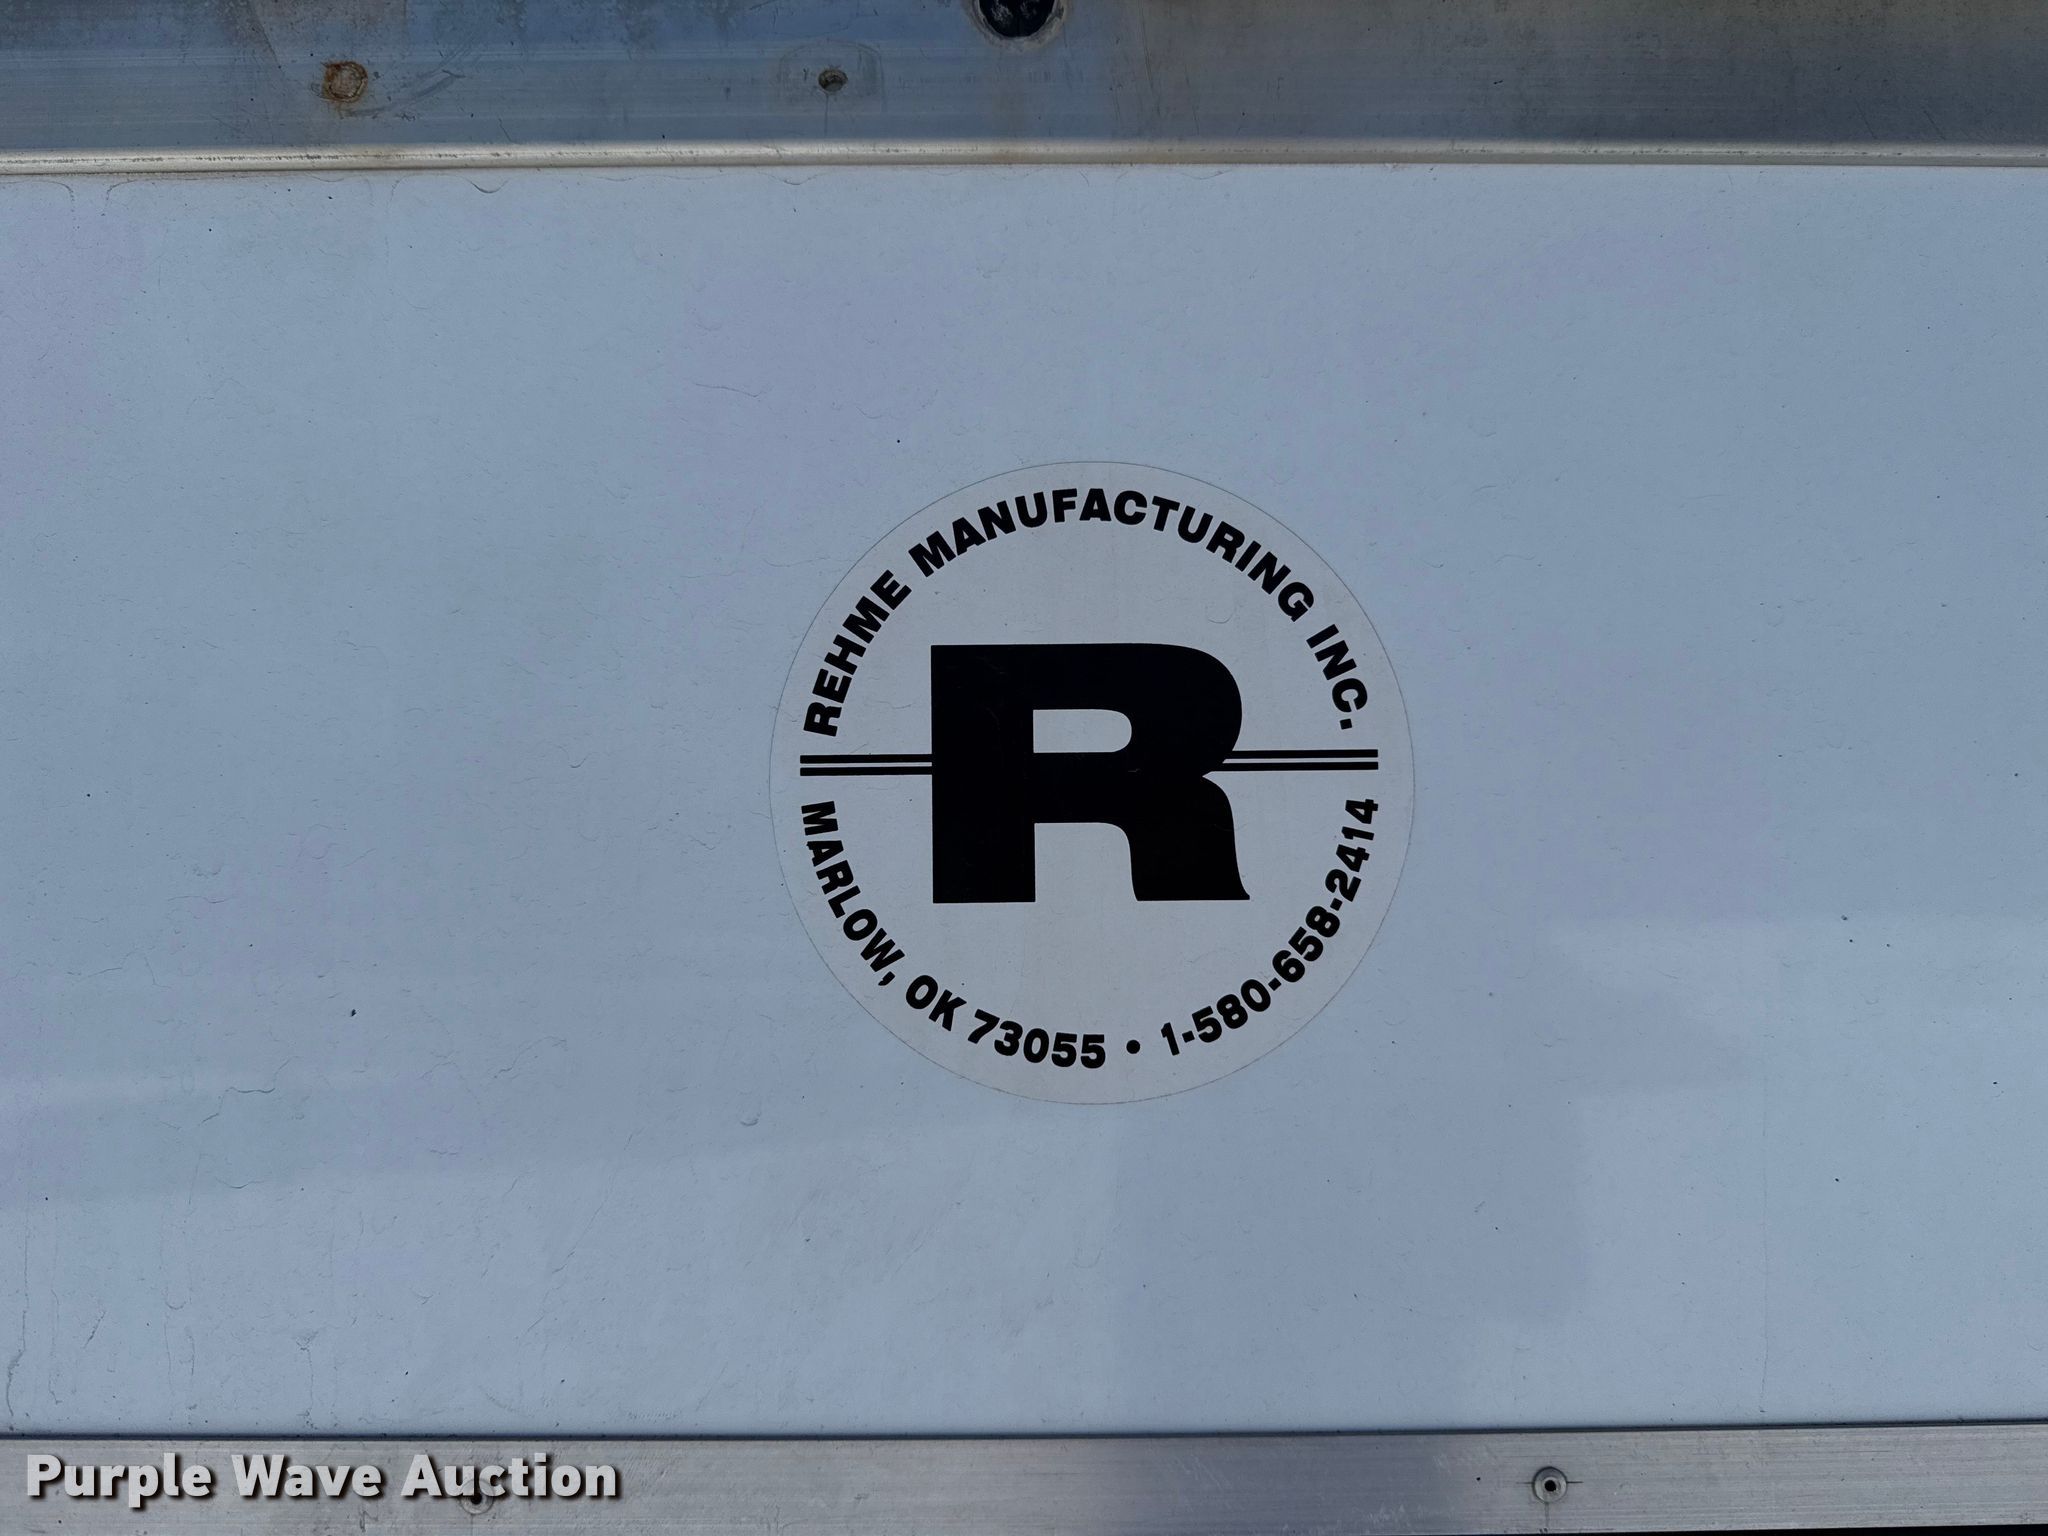 REHME MANUFACTURING INC.
R
MARLOW, OK 73055 • 1-580-658-2414
Purple Wave Auction